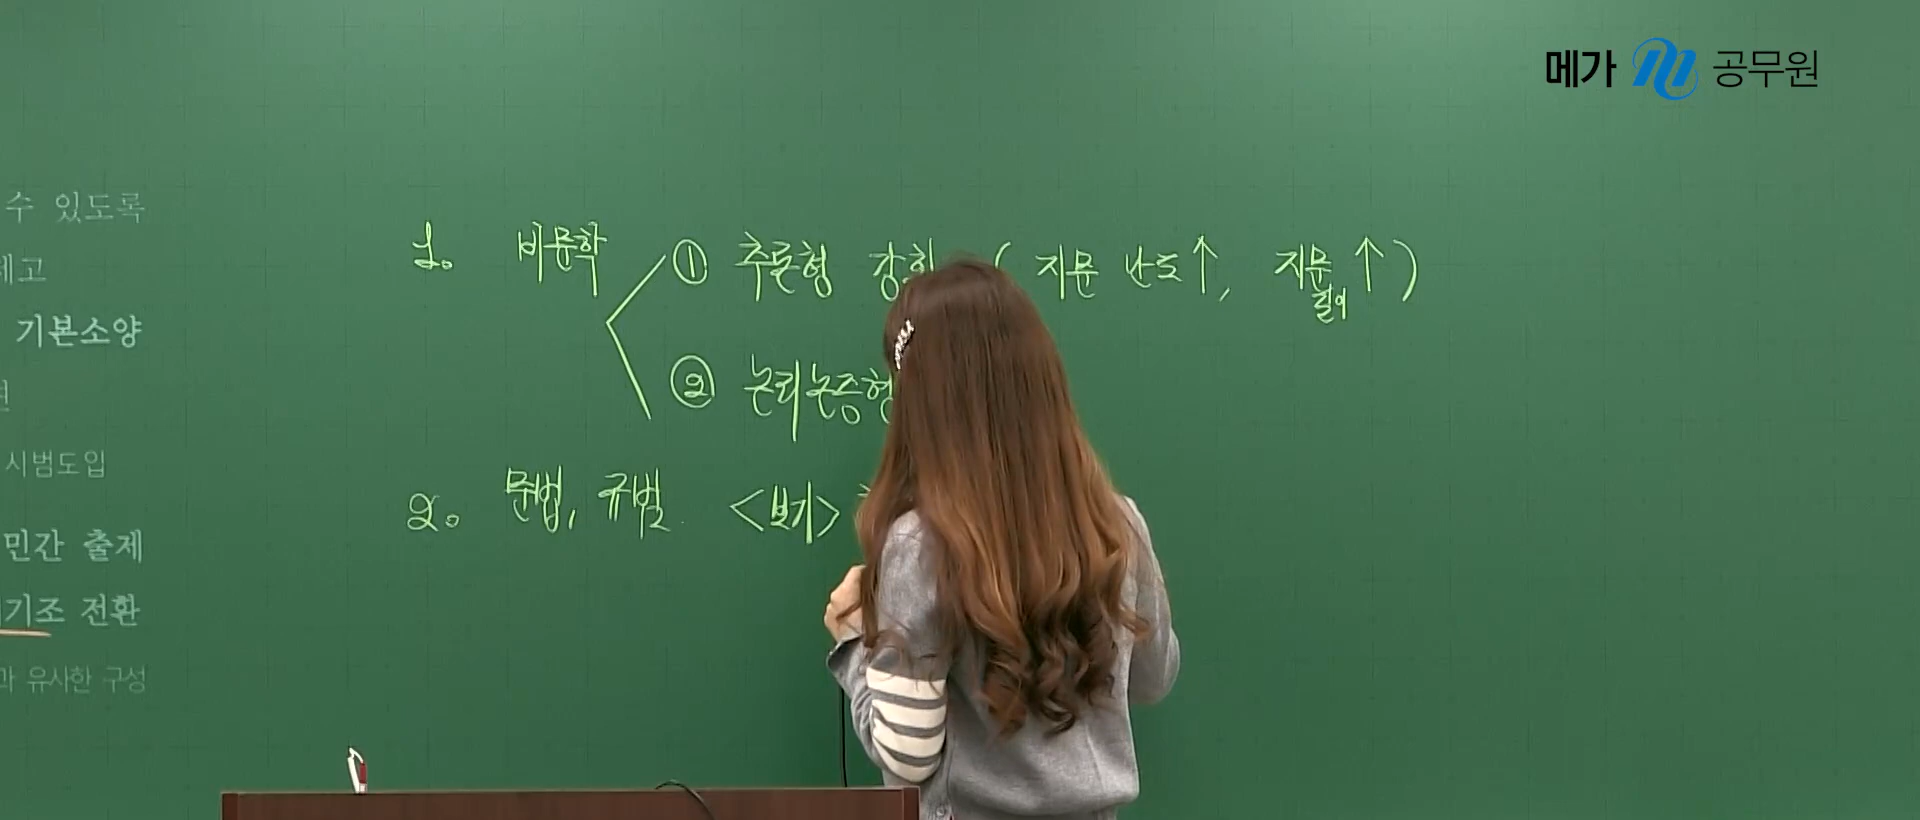 메가 공무원
수 있도록
제고
기본소양
시범도입
민간 출제
기조 전환
과 유사한 구성
1. 비문학 ① 추론형 강화 ( 지문 난도↑, 지문 길이 ↑ )
② 논리논증형
2. 문법, 규범. <보기>